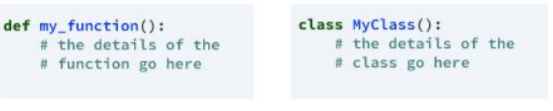 def my_function():
    # the details of the
    # function go here
class MyClass():
    # the details of the
    # class go here